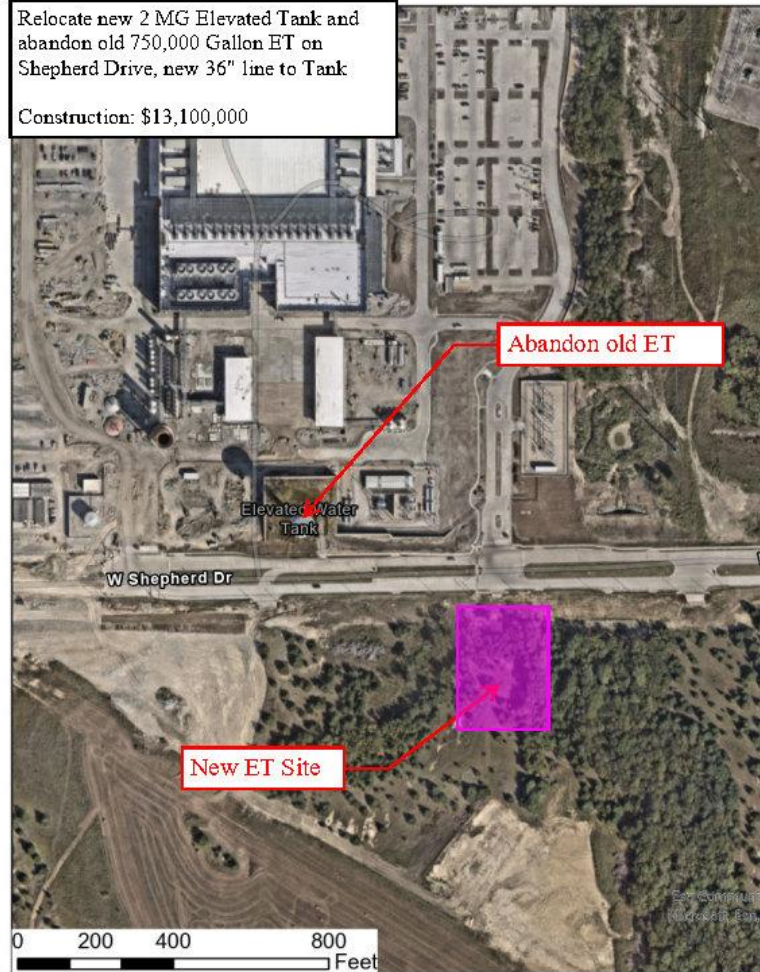 Relocate new 2 MG Elevated Tank and
abandon old 750,000 Gallon ET on
Shepherd Drive, new 36" line to Tank
Construction: $13,100,000
Abandon old ET
Elevated Water
Tank
W Shepherd Dr
New ET Site
0 200 400 800
Feet